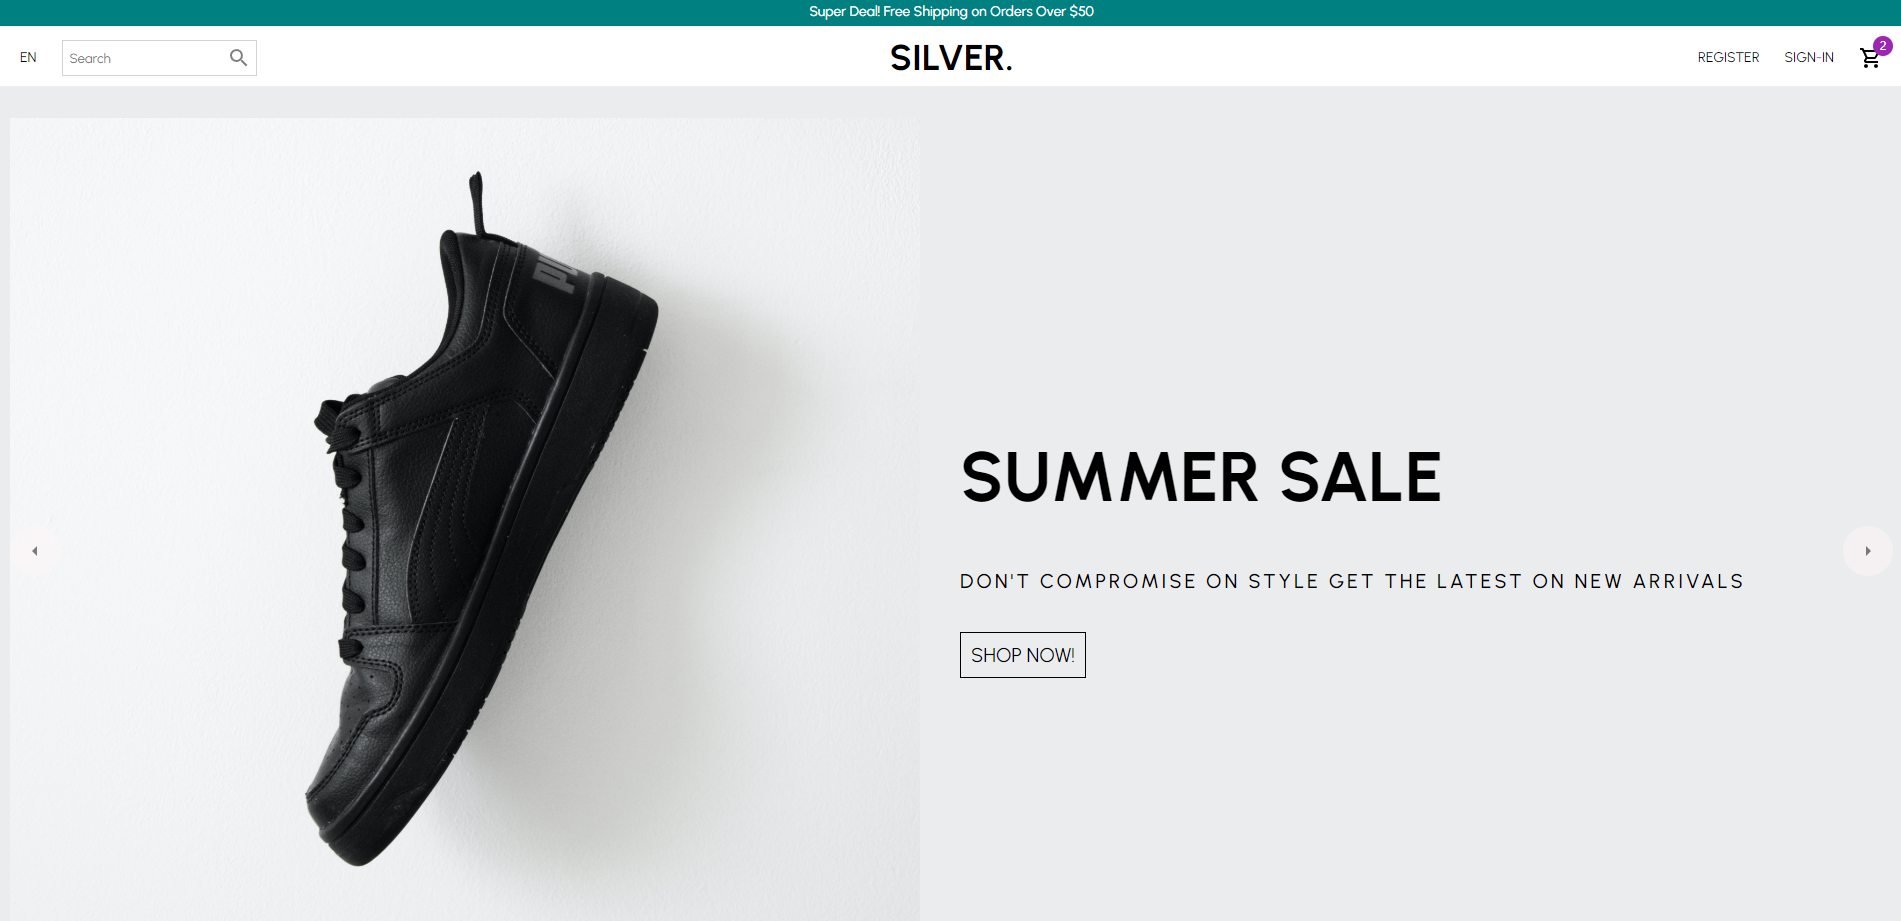 Super Deal! Free Shipping on Orders Over $50
EN
Search
SILVER.
REGISTER
SIGN-IN
2
SUMMER SALE
DON'T COMPROMISE ON STYLE GET THE LATEST ON NEW ARRIVALS
SHOP NOW!